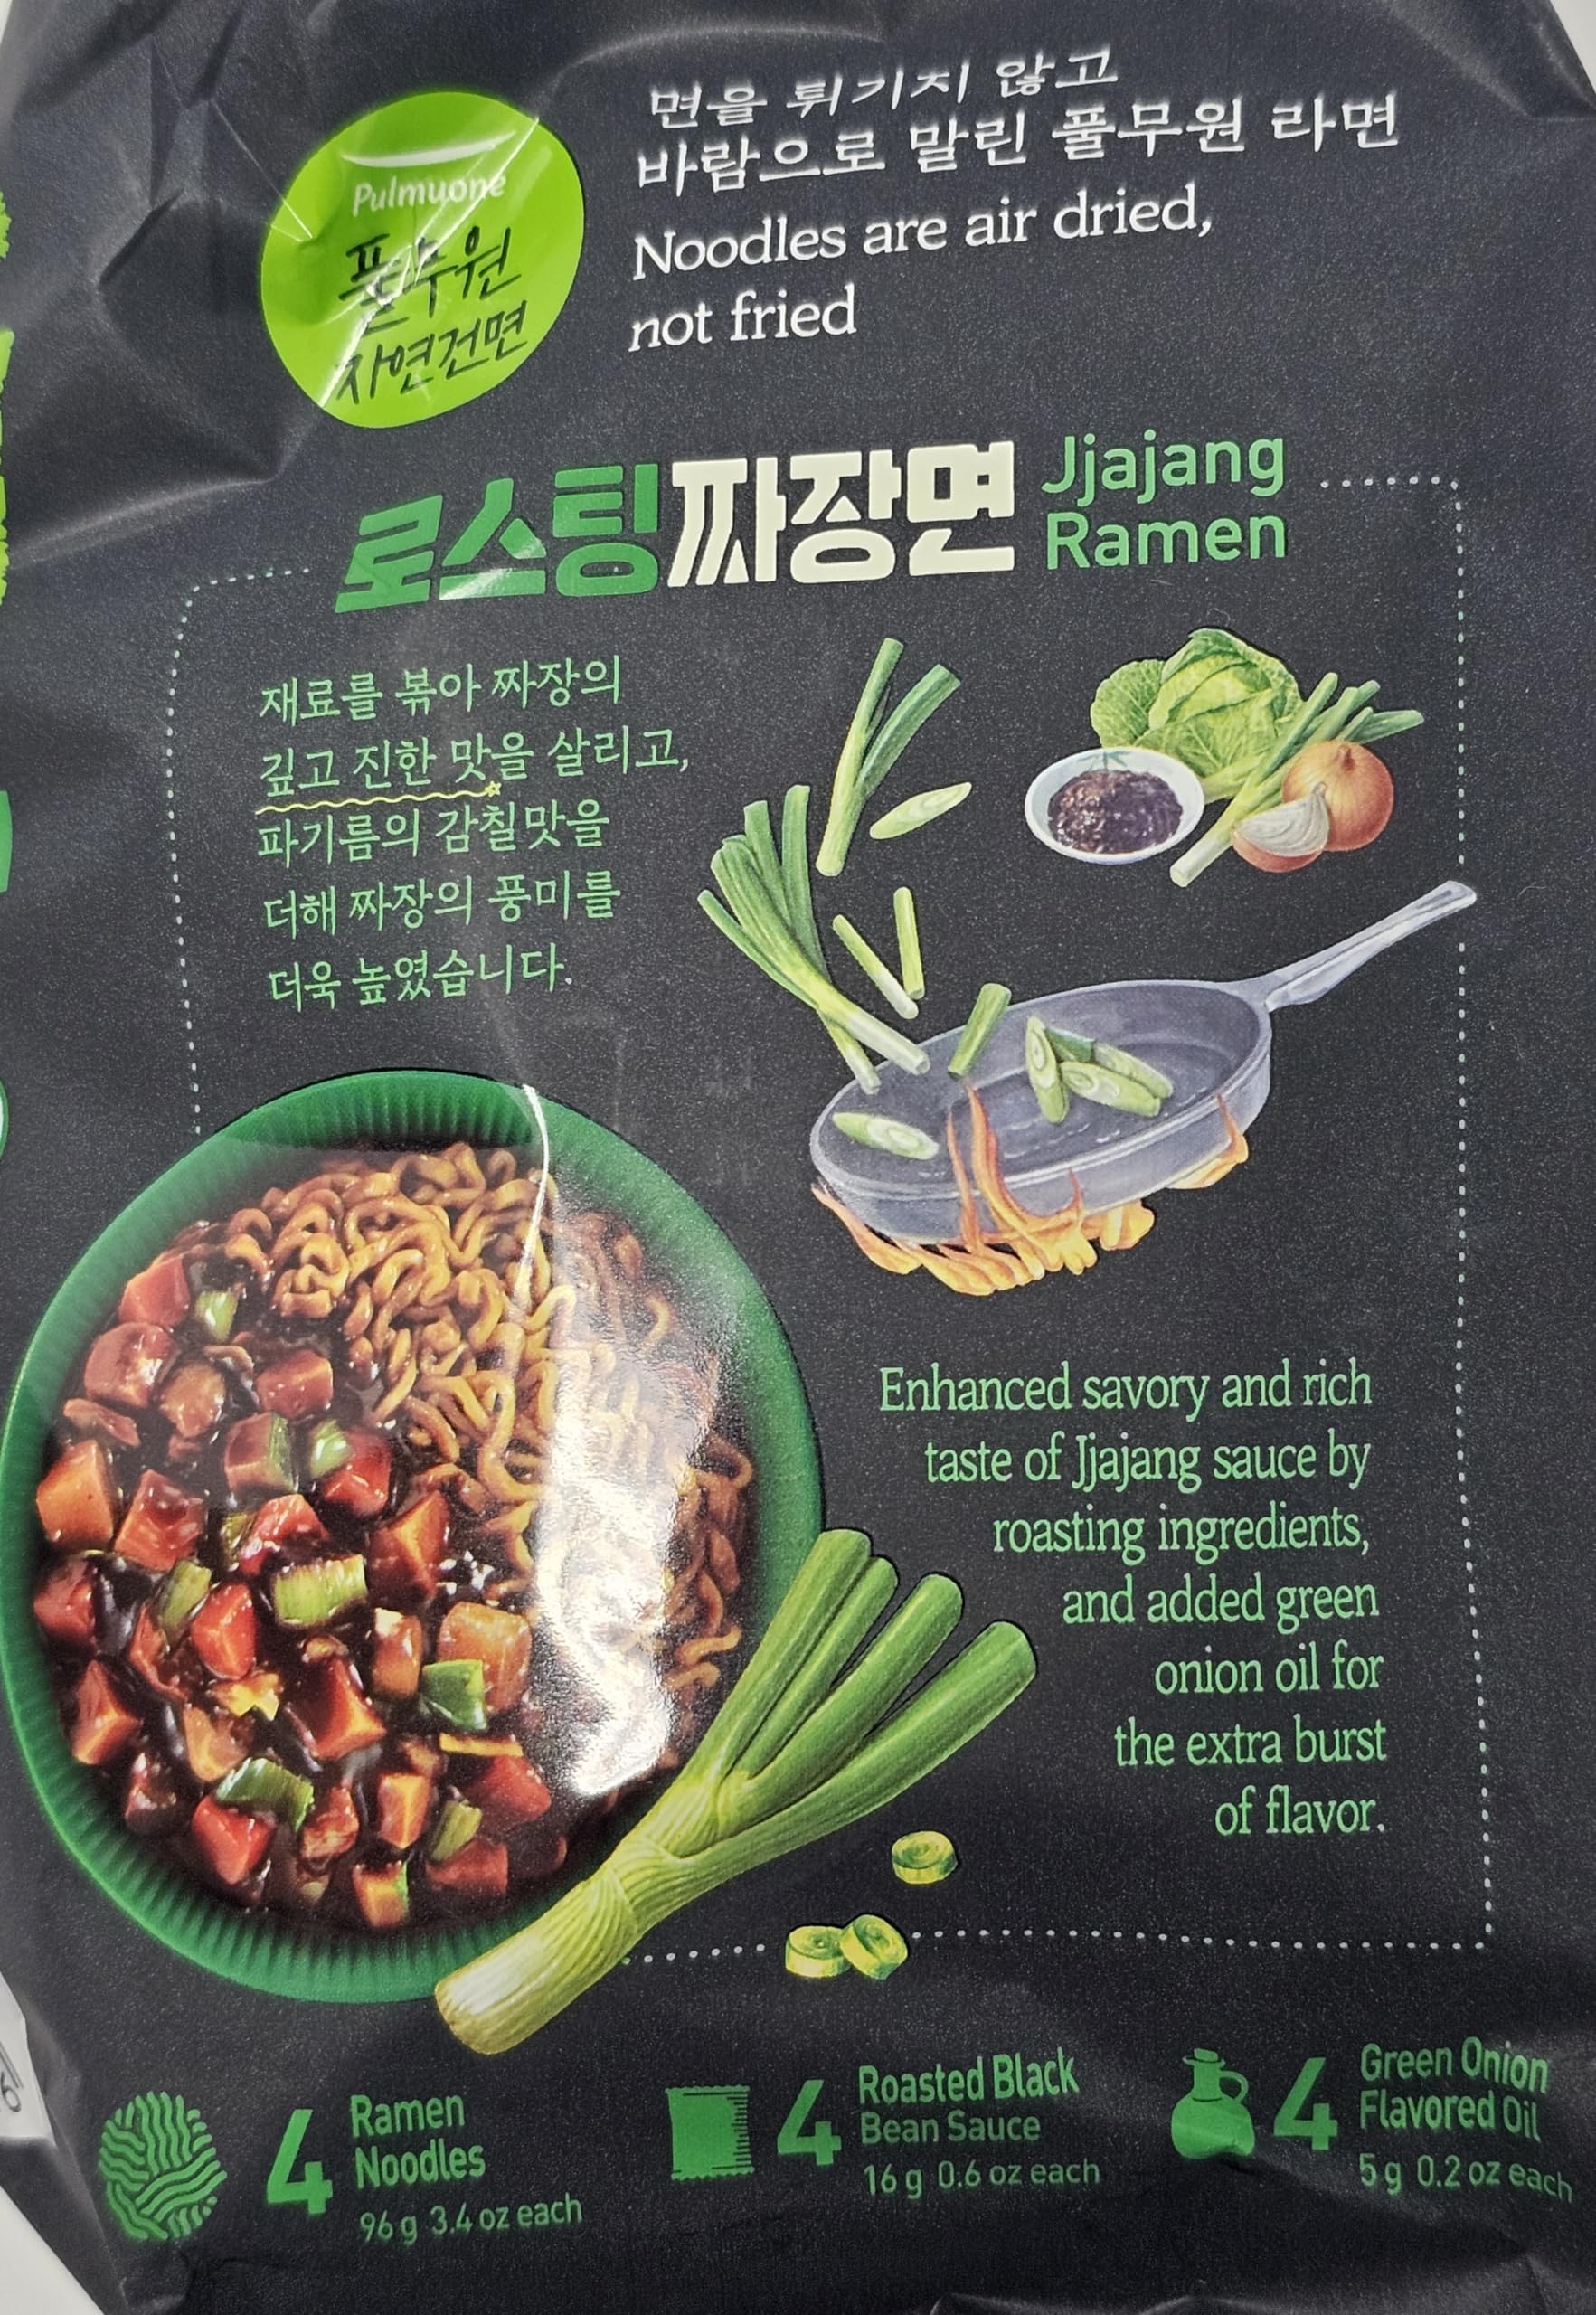 Pulmuone
풀무원
자연건면
면을 튀기지 않고
바람으로 말린 풀무원 라면
Noodles are air dried,
not fried
로스팅짜장면 Jjajang
Ramen
재료를 볶아 짜장의
깊고 진한 맛을 살리고,
파기름의 감칠맛을
더해 짜장의 풍미를
더욱 높였습니다.
Enhanced savory and rich
taste of Jjajang sauce by
roasting ingredients,
and added green
onion oil for
the extra burst
of flavor.
4 Ramen
Noodles
96 g 3.4 oz each
4 Roasted Black
Bean Sauce
16 g 0.6 oz each
4 Green Onion
Flavored Oil
5 g 0.2 oz each